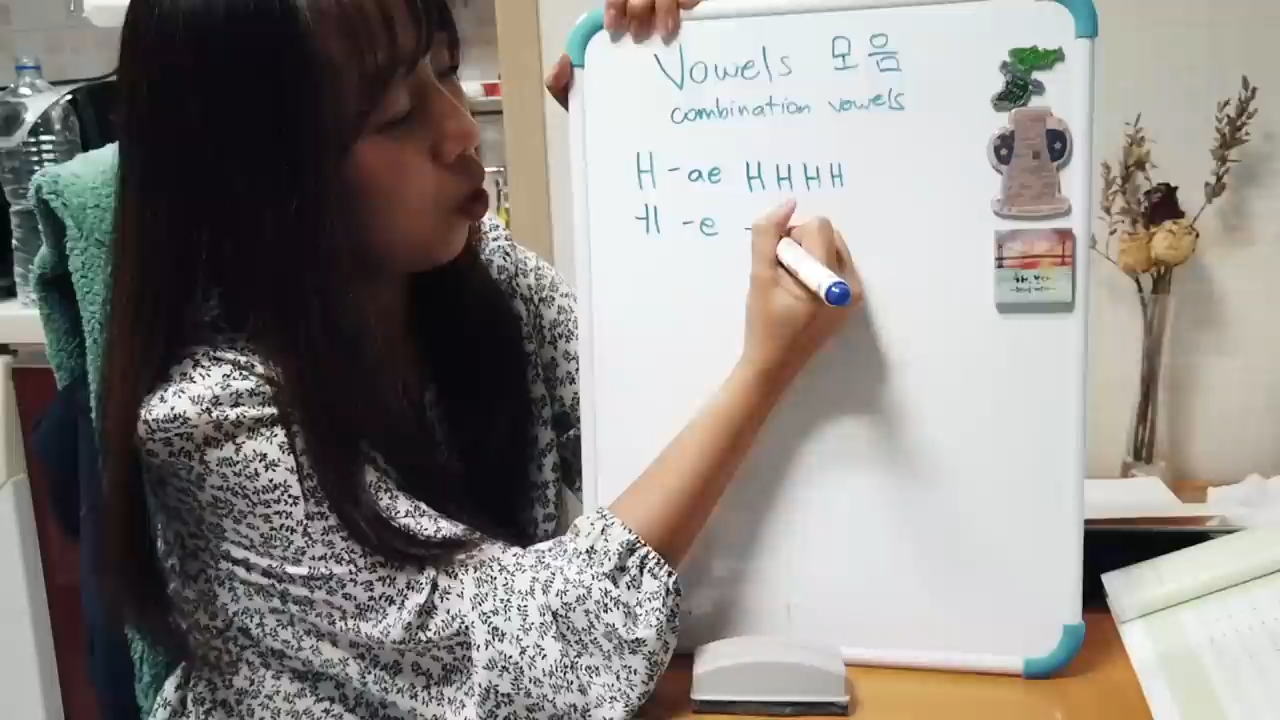 Vowels 모음
combination vowels
ㅐ-ae ㅐㅐㅐㅐ
ㅔ-e -